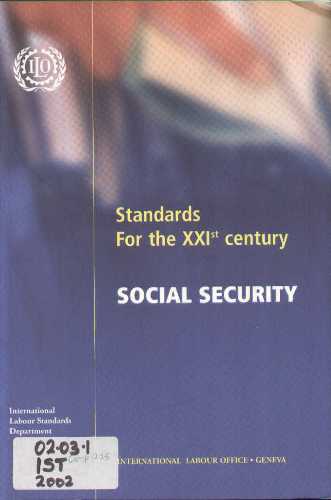 ILO
Standards
For the XXIst century
SOCIAL SECURITY
International
Labour Standards
Department
02.03.1
IST
2002
INTERNATIONAL LABOUR OFFICE • GENEVA